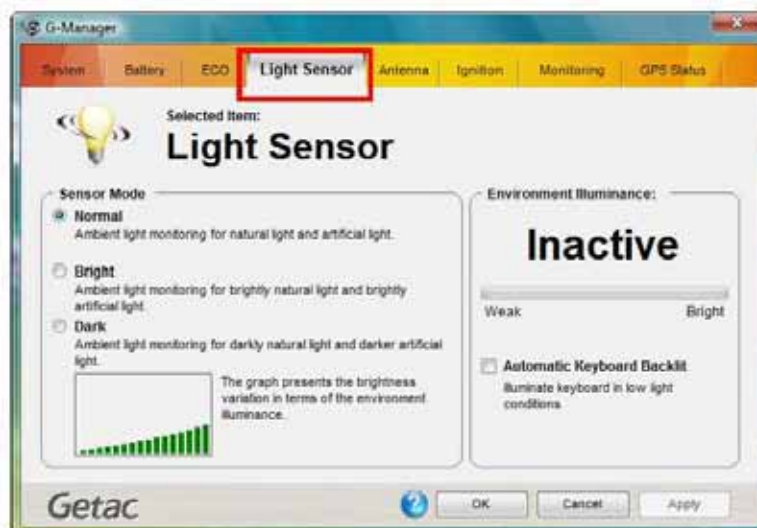 G-Manager
System
Battery
ECO
Light Sensor
Antenna
Ignition
Monitoring
GPS Status
Selected Item:
Light Sensor
Sensor Mode
Normal
Ambient light monitoring for natural light and artificial light.
Bright
Ambient light monitoring for brightly natural light and brightly
artificial light.
Dark
Ambient light monitoring for darkly natural light and darker artificial
light.
The graph presents the brightness
variation in terms of the environment
illuminance.
Environment Illuminance:
Inactive
Weak
Bright
Automatic Keyboard Backlit
Illuminate keyboard in low light
conditions
Getac
?
OK
Cancel
Apply